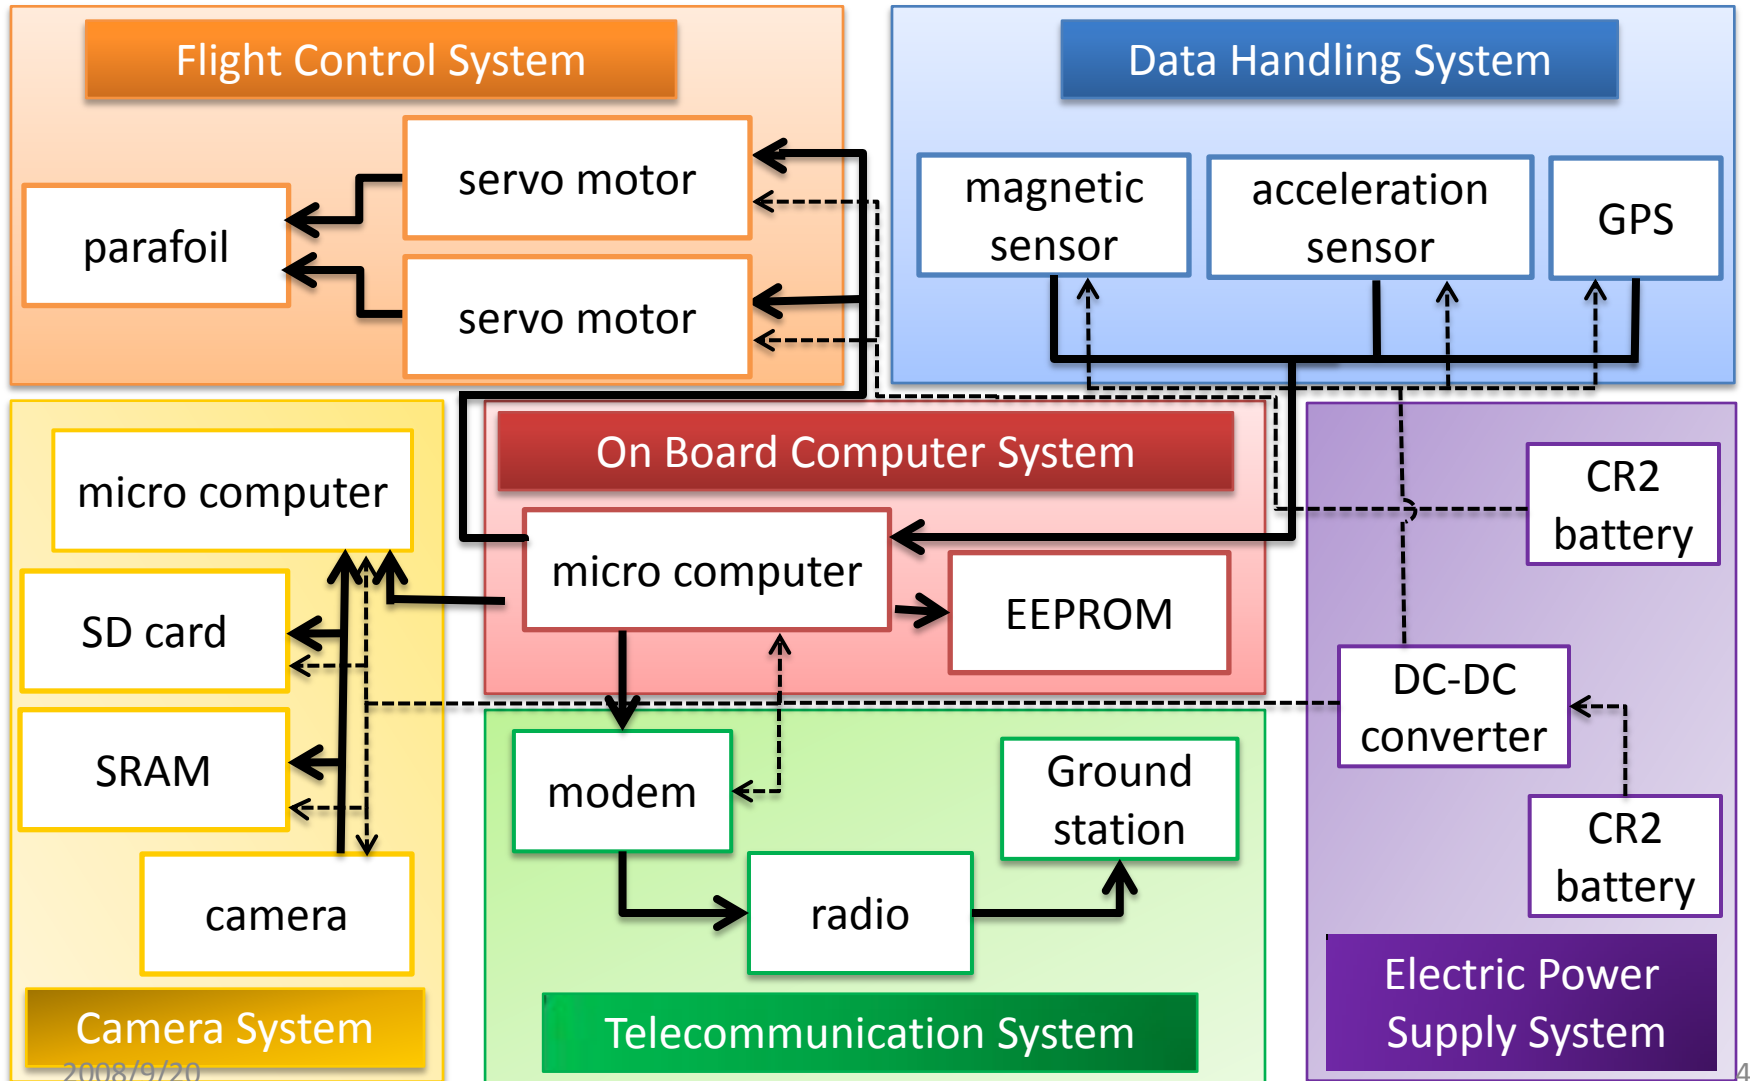 Flight Control System
servo motor
parafoil
servo motor
Data Handling System
magnetic
sensor
acceleration
sensor
GPS
micro computer
SD card
SRAM
camera
Camera System
On Board Computer System
micro computer
EEPROM
modem
Ground
station
radio
Telecommunication System
CR2
battery
DC-DC
converter
CR2
battery
Electric Power
Supply System
2008/9/20
4